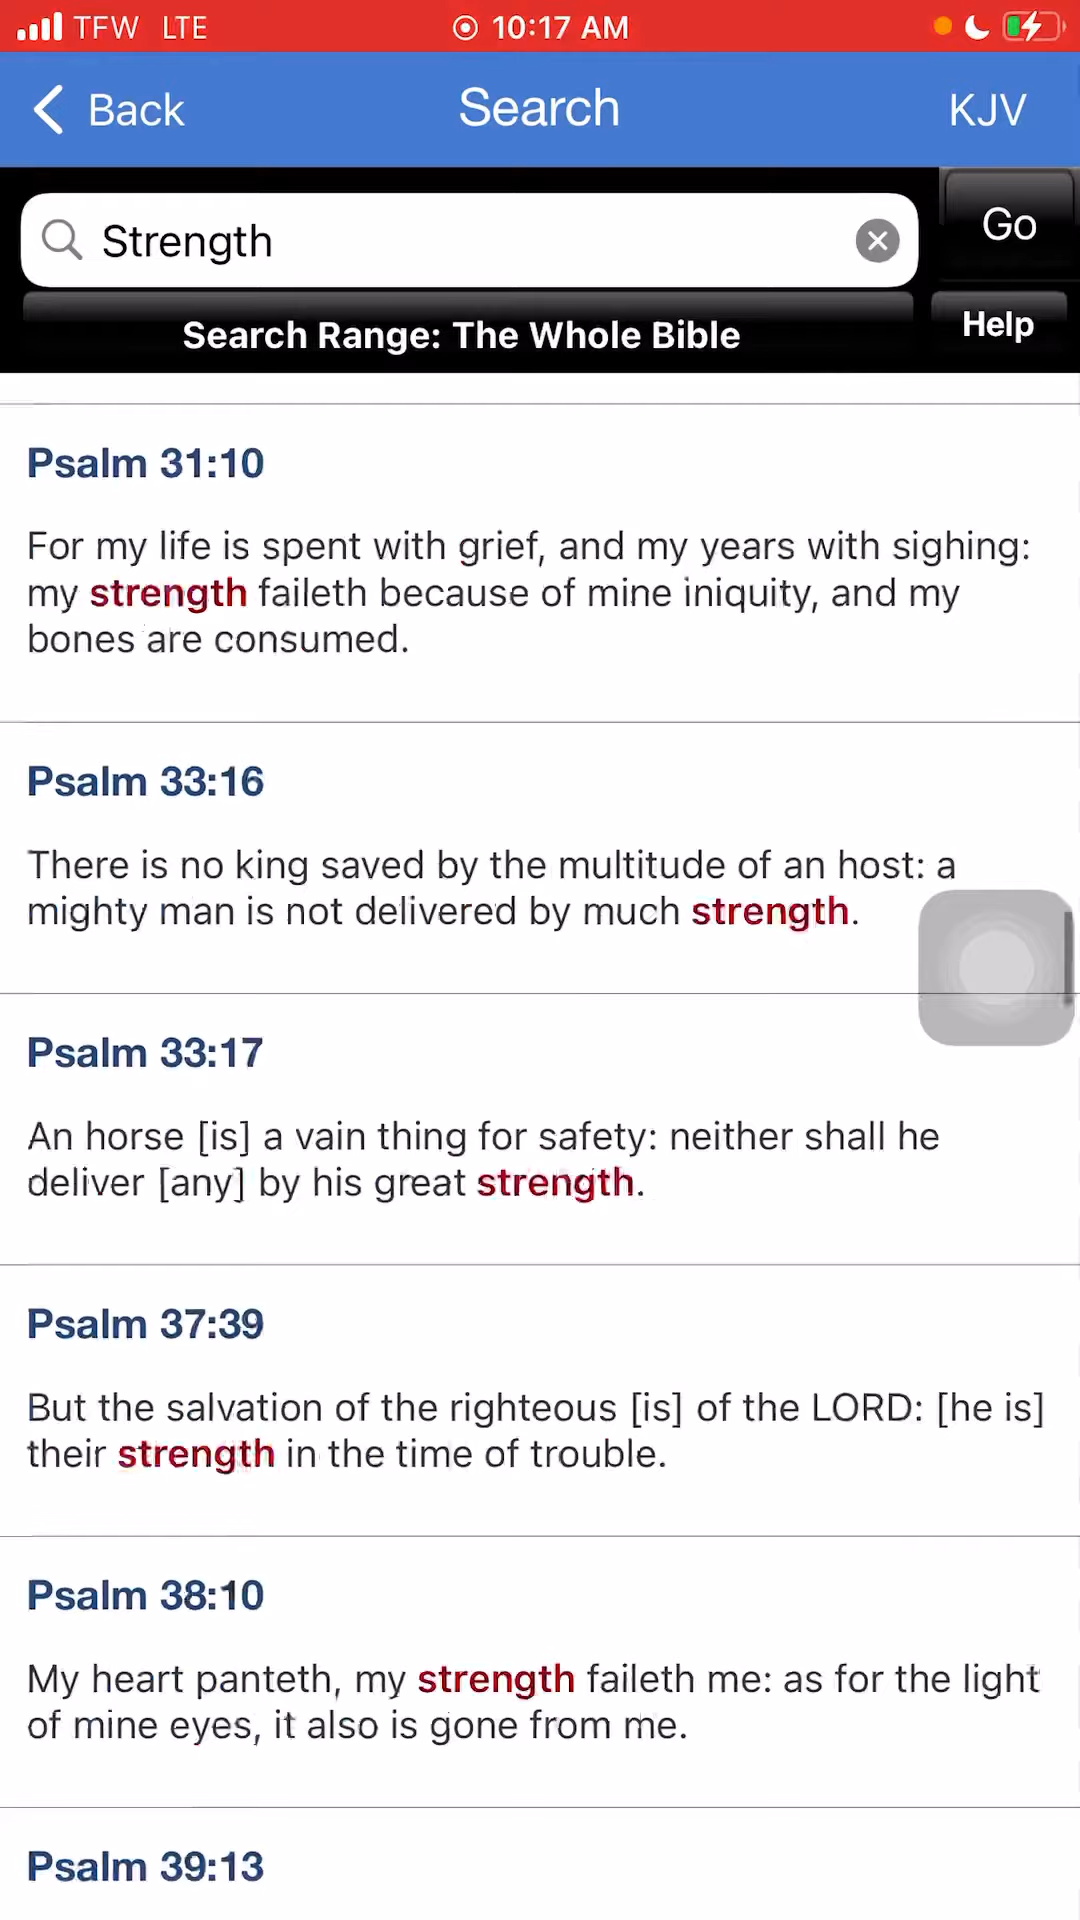 TFW LTE 10:17 AM
Back Search KJV
Strength Go
Search Range: The Whole Bible Help
Psalm 31:10
For my life is spent with grief, and my years with sighing:
my strength faileth because of mine iniquity, and my
bones are consumed.
Psalm 33:16
There is no king saved by the multitude of an host: a
mighty man is not delivered by much strength.
Psalm 33:17
An horse [is] a vain thing for safety: neither shall he
deliver [any] by his great strength.
Psalm 37:39
But the salvation of the righteous [is] of the LORD: [he is]
their strength in the time of trouble.
Psalm 38:10
My heart panteth, my strength faileth me: as for the light
of mine eyes, it also is gone from me.
Psalm 39:13